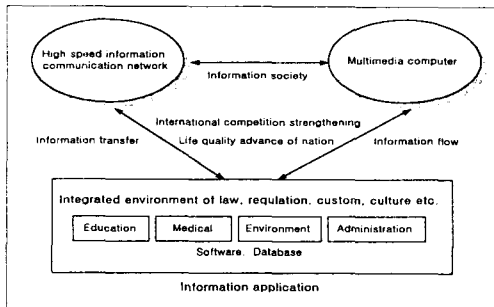 High speed information
communication network
Multimedia computer
Information society
International competition strengthening
Information transfer
Life quality advance of nation
Information flow
Integrated environment of law, regulation, custom, culture etc.
Education
Medical
Environment
Administration
Software. Database
Information application